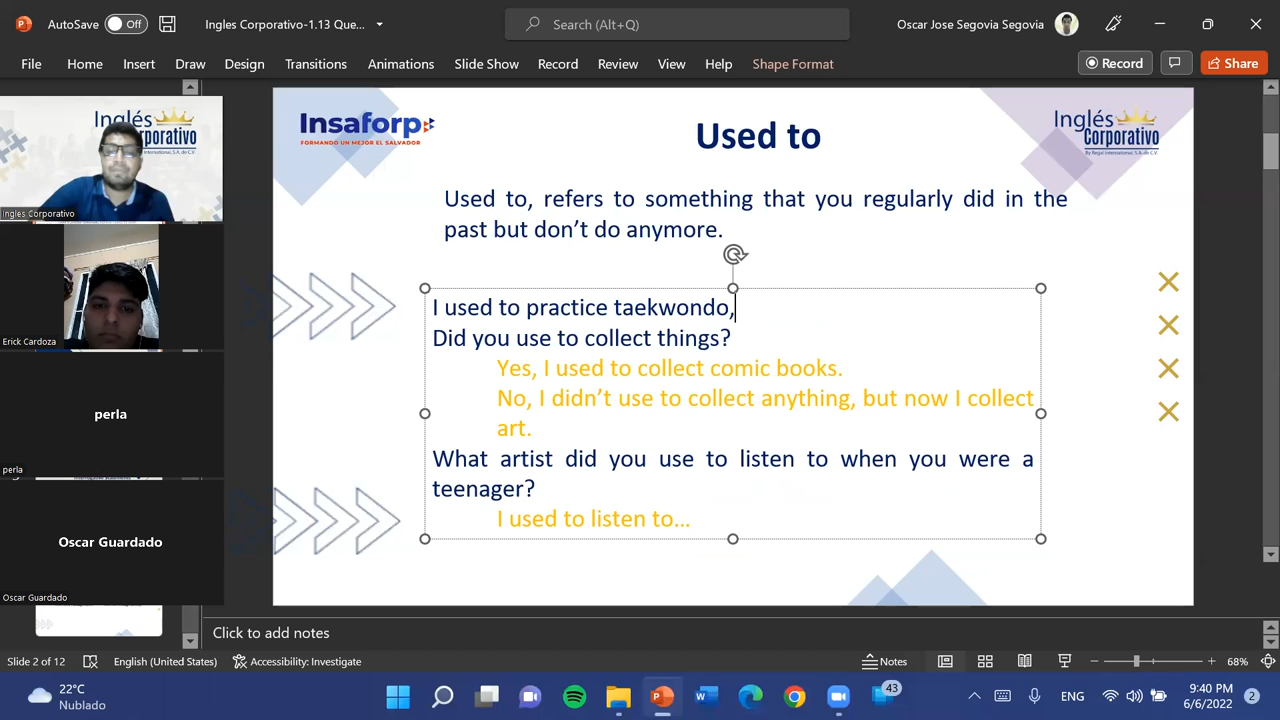 AutoSave Off Ingles Corporativo-1.13 Que... Search (Alt+Q) Oscar Jose Segovia Segovia
File Home Insert Draw Design Transitions Animations Slide Show Record Review View Help Shape Format Record Share
Inglés
Corporativo
Ingles Corporativo
Erick Cardoza
perla
perla
Oscar Guardado
Oscar Guardado
Insaforp
FORMANDO UN MEJOR EL SALVADOR
Used to
Inglés
Corporativo
By Regal International, S.A. de C.V.
Used to, refers to something that you regularly did in the
past but don’t do anymore.
I used to practice taekwondo,
Did you use to collect things?
Yes, I used to collect comic books.
No, I didn’t use to collect anything, but now I collect
art.
What artist did you use to listen to when you were a
teenager?
I used to listen to...
Click to add notes
Slide 2 of 12 English (United States) Accessibility: Investigate Notes 68%
22°C
Nublado
43
ENG
9:40 PM
6/6/2022
2